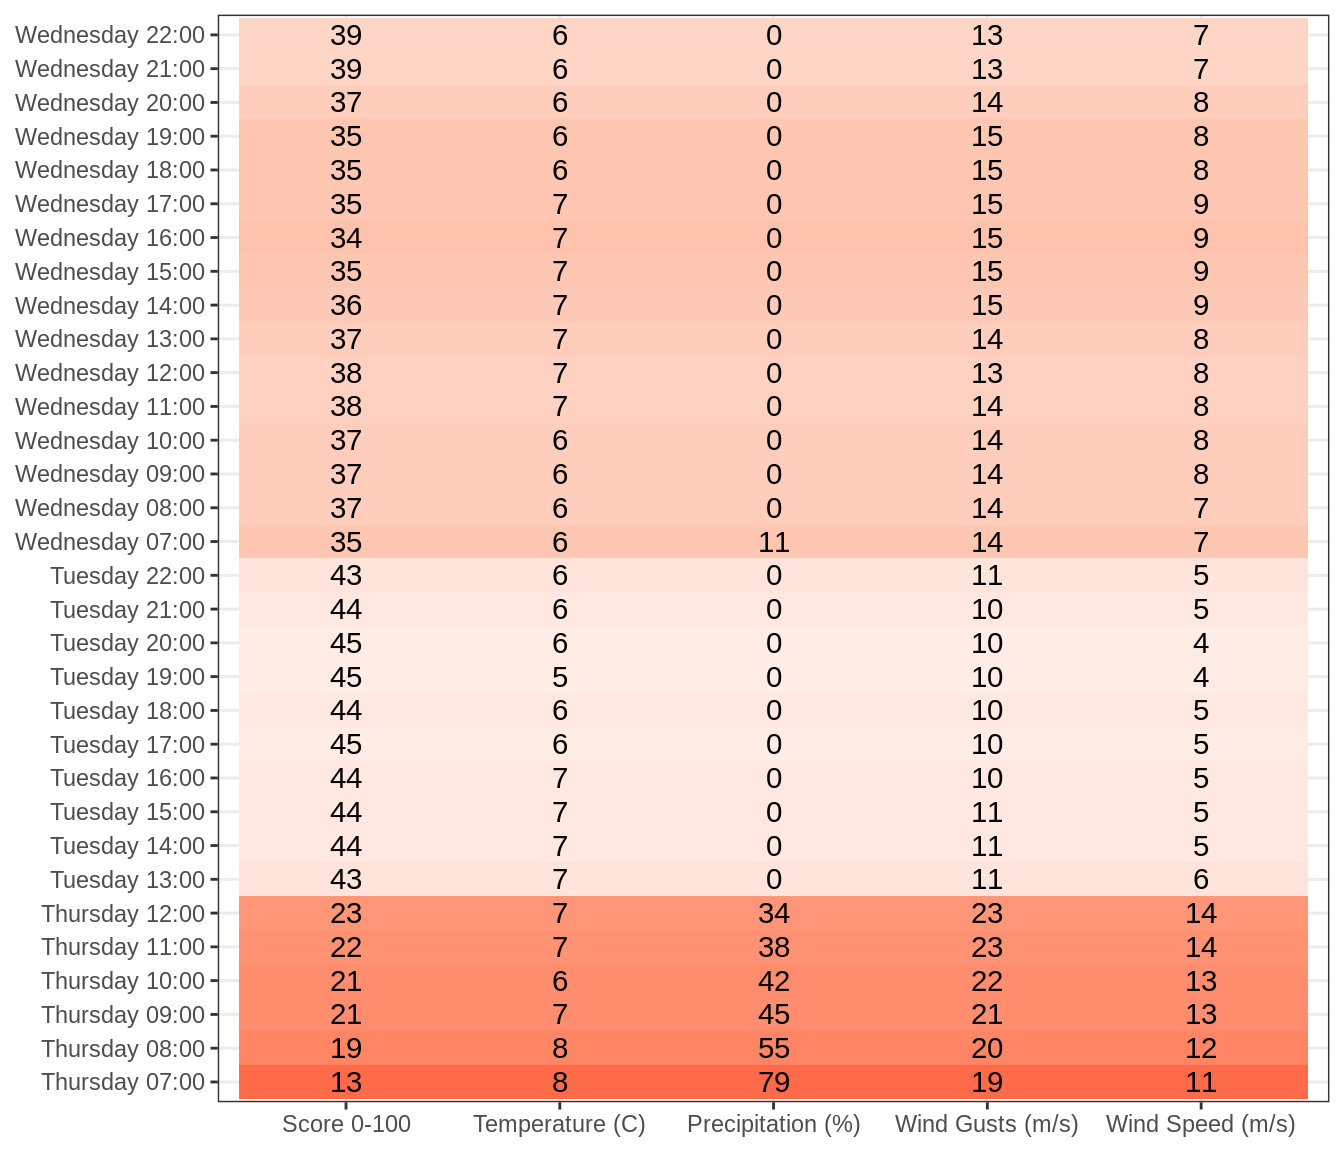 Wednesday 22:00 39 6 0 13 7
Wednesday 21:00 39 6 0 13 7
Wednesday 20:00 37 6 0 14 8
Wednesday 19:00 35 6 0 15 8
Wednesday 18:00 35 6 0 15 8
Wednesday 17:00 35 7 0 15 9
Wednesday 16:00 34 7 0 15 9
Wednesday 15:00 35 7 0 15 9
Wednesday 14:00 36 7 0 15 9
Wednesday 13:00 37 7 0 14 8
Wednesday 12:00 38 7 0 13 8
Wednesday 11:00 38 7 0 14 8
Wednesday 10:00 37 6 0 14 8
Wednesday 09:00 37 6 0 14 8
Wednesday 08:00 37 6 0 14 7
Wednesday 07:00 35 6 11 14 7
Tuesday 22:00 43 6 0 11 5
Tuesday 21:00 44 6 0 10 5
Tuesday 20:00 45 6 0 10 4
Tuesday 19:00 45 5 0 10 4
Tuesday 18:00 44 6 0 10 5
Tuesday 17:00 45 6 0 10 5
Tuesday 16:00 44 7 0 10 5
Tuesday 15:00 44 7 0 11 5
Tuesday 14:00 44 7 0 11 5
Tuesday 13:00 43 7 0 11 6
Thursday 12:00 23 7 34 23 14
Thursday 11:00 22 7 38 23 14
Thursday 10:00 21 6 42 22 13
Thursday 09:00 21 7 45 21 13
Thursday 08:00 19 8 55 20 12
Thursday 07:00 13 8 79 19 11
Score 0-100 Temperature (C) Precipitation (%) Wind Gusts (m/s) Wind Speed (m/s)